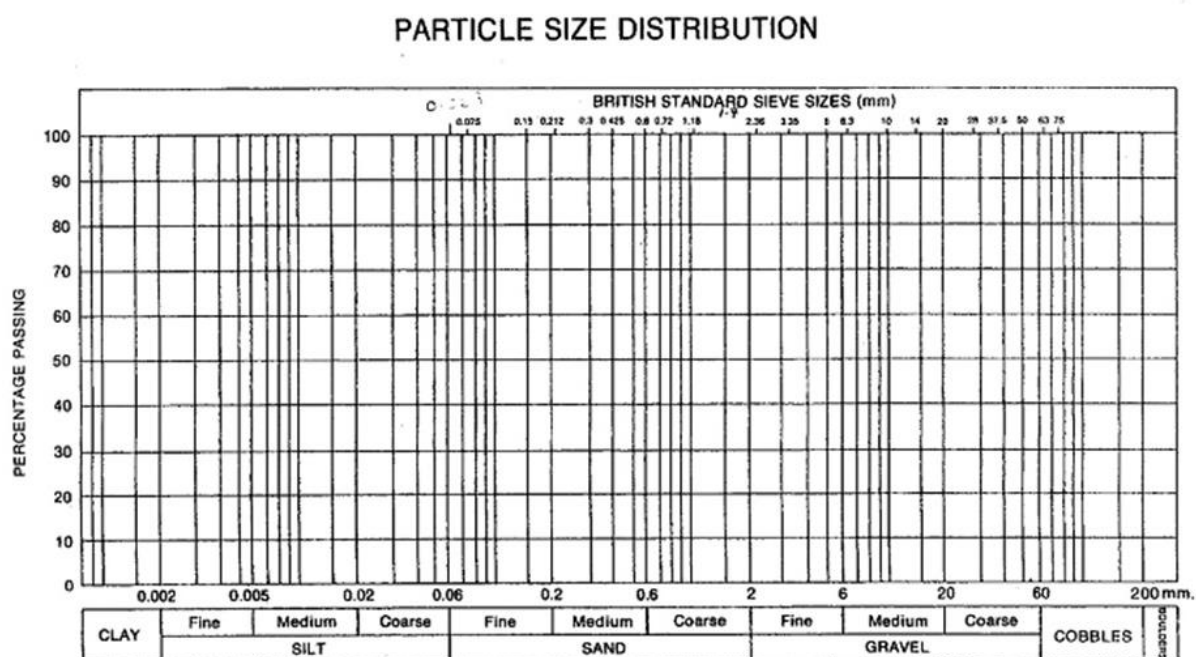 PARTICLE SIZE DISTRIBUTION
BRITISH STANDARD SIEVE SIZES (mm)
0.075 0.15 0.212 0.3 0.425 0.6 0.72 1.18 2.36 3.35 5 6.3 10 14 20 28 37.5 50 63 75
100
90
80
70
60
50
40
30
20
10
0
PERCENTAGE PASSING
0.002 0.005 0.02 0.06 0.2 0.6 2 6 20 60 200 mm.
CLAY Fine Medium Coarse Fine Medium Coarse Fine Medium Coarse COBBLES BOULDERS
SILT SAND GRAVEL